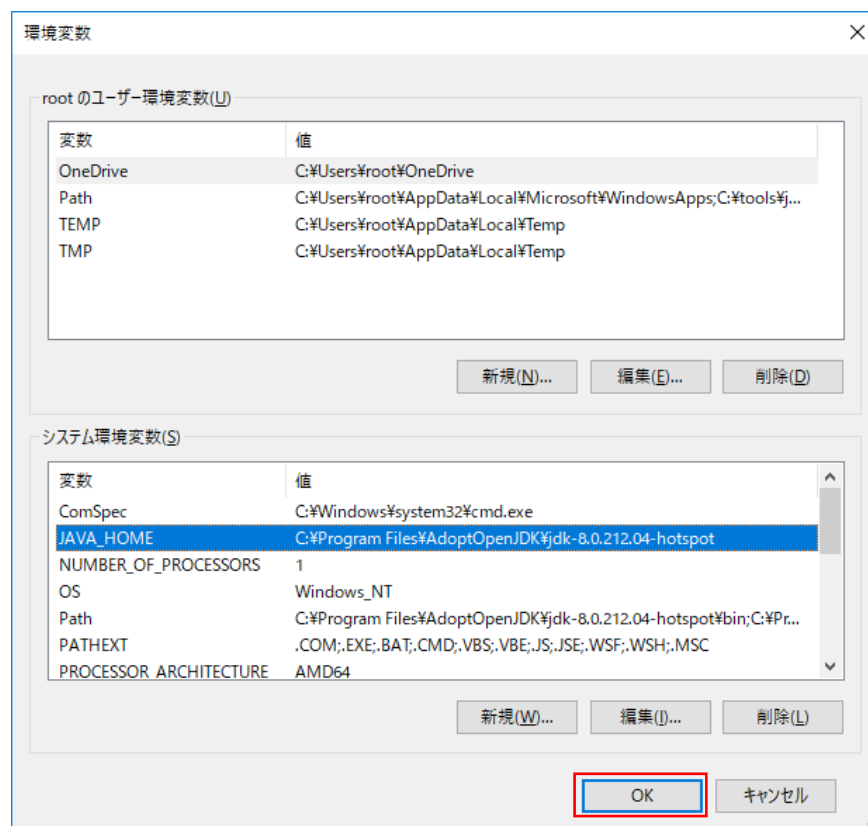 環境変数
root のユーザー環境変数(U)
変数 値
OneDrive C:¥Users¥root¥OneDrive
Path C:¥Users¥root¥AppData¥Local¥Microsoft¥WindowsApps;C:¥tools¥j...
TEMP C:¥Users¥root¥AppData¥Local¥Temp
TMP C:¥Users¥root¥AppData¥Local¥Temp
新規(N)... 編集(E)... 削除(D)
システム環境変数(S)
変数 値
ComSpec C:¥Windows¥system32¥cmd.exe
JAVA_HOME C:¥Program Files¥AdoptOpenJDK¥jdk-8.0.212.04-hotspot
NUMBER_OF_PROCESSORS 1
OS Windows_NT
Path C:¥Program Files¥AdoptOpenJDK¥jdk-8.0.212.04-hotspot¥bin;C:¥Pr...
PATHEXT .COM;.EXE;.BAT;.CMD;.VBS;.VBE;.JS;.JSE;.WSF;.WSH;.MSC
PROCESSOR_ARCHITECTURE AMD64
新規(W)... 編集(I)... 削除(L)
OK キャンセル